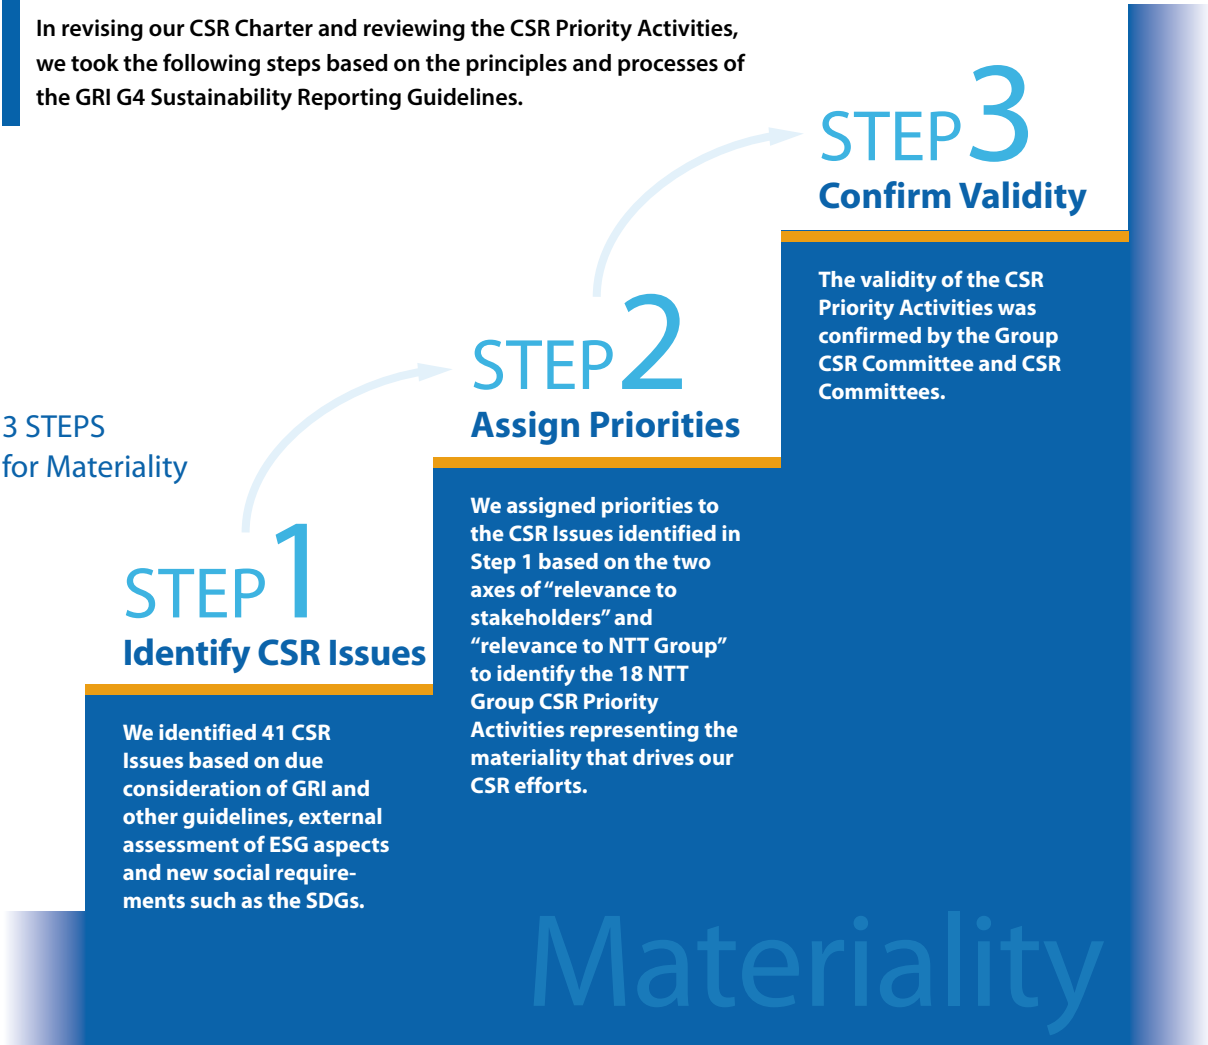 In revising our CSR Charter and reviewing the CSR Priority Activities,
we took the following steps based on the principles and processes of
the GRI G4 Sustainability Reporting Guidelines.
3 STEPS
for Materiality
STEP1
Identify CSR Issues
We identified 41 CSR
Issues based on due
consideration of GRI and
other guidelines, external
assessment of ESG aspects
and new social require-
ments such as the SDGs.
STEP2
Assign Priorities
We assigned priorities to
the CSR Issues identified in
Step 1 based on the two
axes of “relevance to
stakeholders” and
“relevance to NTT Group”
to identify the 18 NTT
Group CSR Priority
Activities representing the
materiality that drives our
CSR efforts.
STEP3
Confirm Validity
The validity of the CSR
Priority Activities was
confirmed by the Group
CSR Committee and CSR
Committees.
Materiality